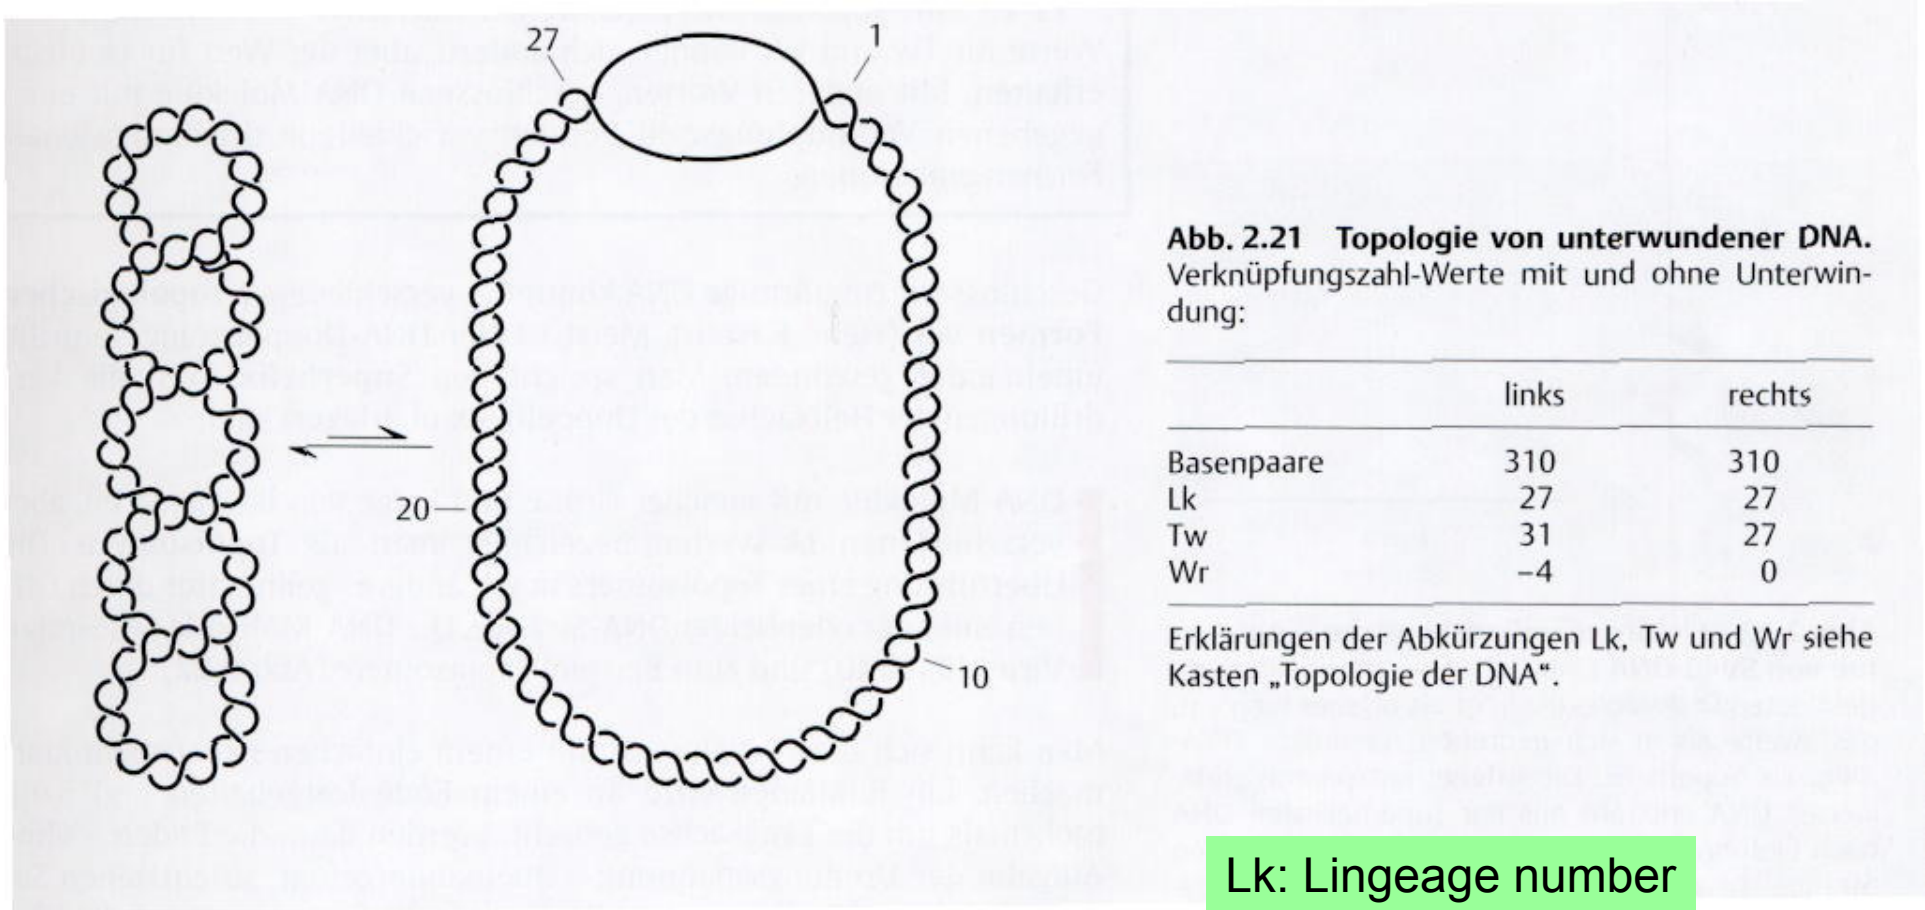 27
1
20
10
Abb. 2.21 Topologie von unterwundener DNA.
Verknüpfungszahl-Werte mit und ohne Unterwin-
dung:
links rechts
Basenpaare 310 310
Lk 27 27
Tw 31 27
Wr –4 0
Erklärungen der Abkürzungen Lk, Tw und Wr siehe
Kasten „Topologie der DNA“.
Lk: Lingeage number